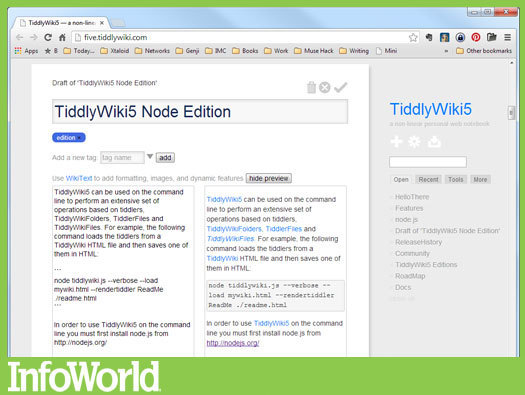 TiddlyWiki5 — a non-line
five.tiddlywiki.com
Apps
Today...
B
Xtaloid
Networks
Genji
IMC
Books
Work
Muse Hack
Writing
Mini
Other bookmarks
Draft of 'TiddlyWiki5 Node Edition'
TiddlyWiki5 Node Edition
edition ×
Add a new tag: tag name add
Use WikiText to add formatting, images, and dynamic features hide preview
TiddlyWiki5 can be used on the command
line to perform an extensive set of
operations based on tiddlers,
TiddlyWikiFolders, TiddlerFiles and
TiddlyWikiFiles. For example, the following
command loads the tiddlers from a
TiddlyWiki HTML file and then saves one of
them in HTML:
```
node tiddlywiki.js --verbose --load
mywiki.html --rendertiddler ReadMe
./readme.html
```
In order to use TiddlyWiki5 on the command
line you must first install node.js from
http://nodejs.org/
TiddlyWiki5 can be used on the command
line to perform an extensive set of
operations based on tiddlers,
TiddlyWikiFolders, TiddlerFiles and
TiddlyWikiFiles. For example, the following
command loads the tiddlers from a
TiddlyWiki HTML file and then saves one of
them in HTML:
node tiddlywiki.js --verbose --
load mywiki.html --rendertiddler
ReadMe ./readme.html
In order to use TiddlyWiki5 on the command
line you must first install node.js from
http://nodejs.org/
TiddlyWiki5
a non-linear personal web notebook
Open Recent Tools More
HelloThere
Features
node.js
Draft of 'TiddlyWiki5 Node Edition'
ReleaseHistory
Community
TiddlyWiki5 Editions
RoadMap
Docs
close all
InfoWorld